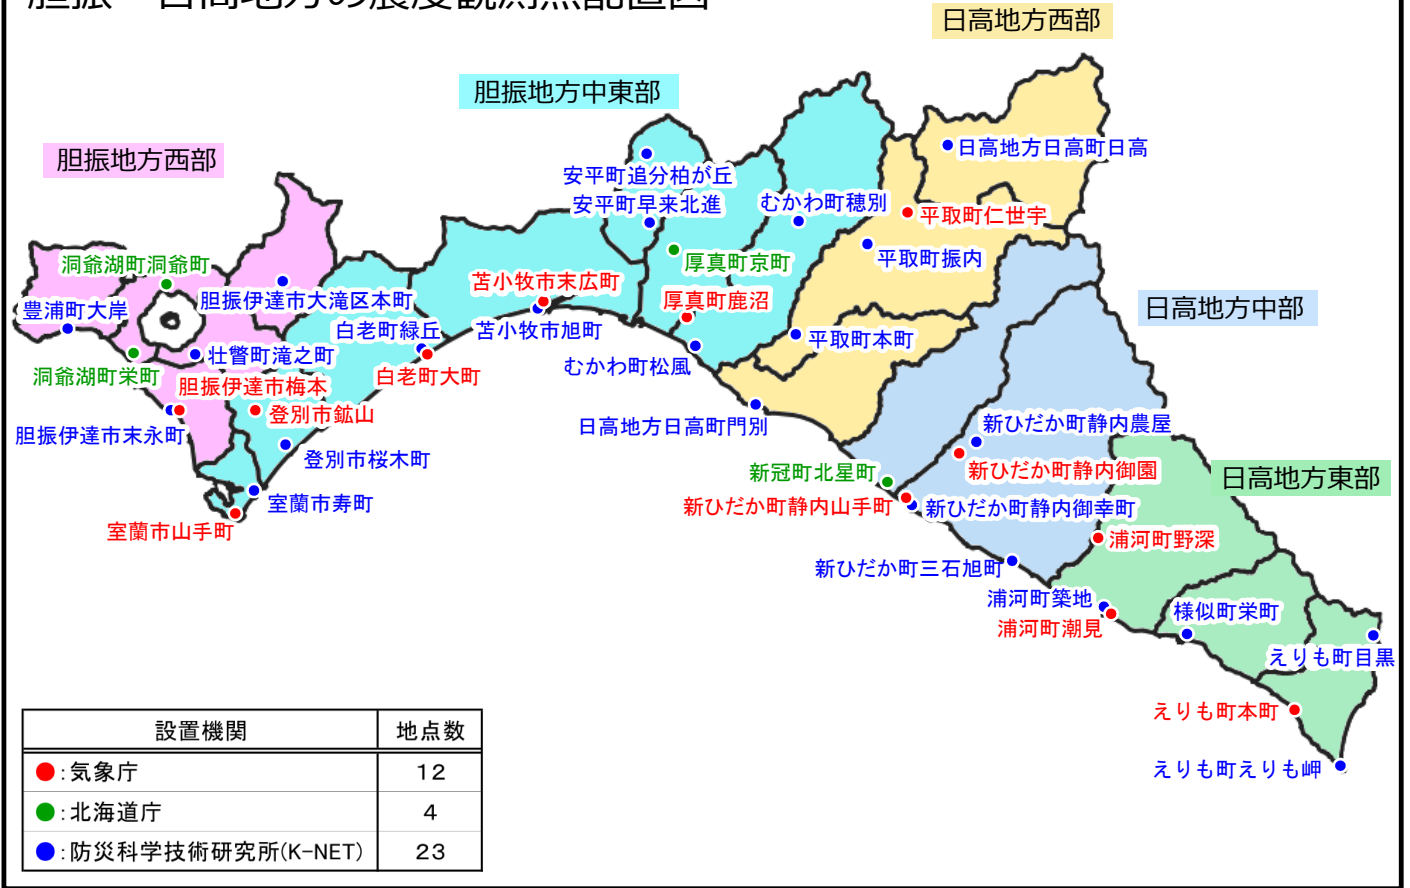 胆振・日高地方の震度観測点配置図
日高地方西部
胆振地方中東部
胆振地方西部
日高地方日高町日高
安平町追分柏が丘
安平町早来北進
むかわ町穂別
平取町仁世宇
平取町振内
洞爺湖町洞爺町
厚真町京町
胆振伊達市大滝区本町
苫小牧市末広町
厚真町鹿沼
豊浦町大岸
日高地方中部
白老町緑丘
苫小牧市旭町
平取町本町
壮瞥町滝之町
むかわ町松風
洞爺湖町栄町
白老町大町
胆振伊達市梅本
登別市鉱山
胆振伊達市末永町
日高地方日高町門別
新ひだか町静内農屋
登別市桜木町
新冠町北星町
新ひだか町静内御園
日高地方東部
室蘭市寿町
新ひだか町静内山手町
新ひだか町静内御幸町
室蘭市山手町
浦河町野深
新ひだか町三石旭町
浦河町築地
様似町栄町
浦河町潮見
えりも町目黒
えりも町本町
えりも町えりも岬
設置機関 地点数
:気象庁 12
:北海道庁 4
:防災科学技術研究所(K-NET) 23